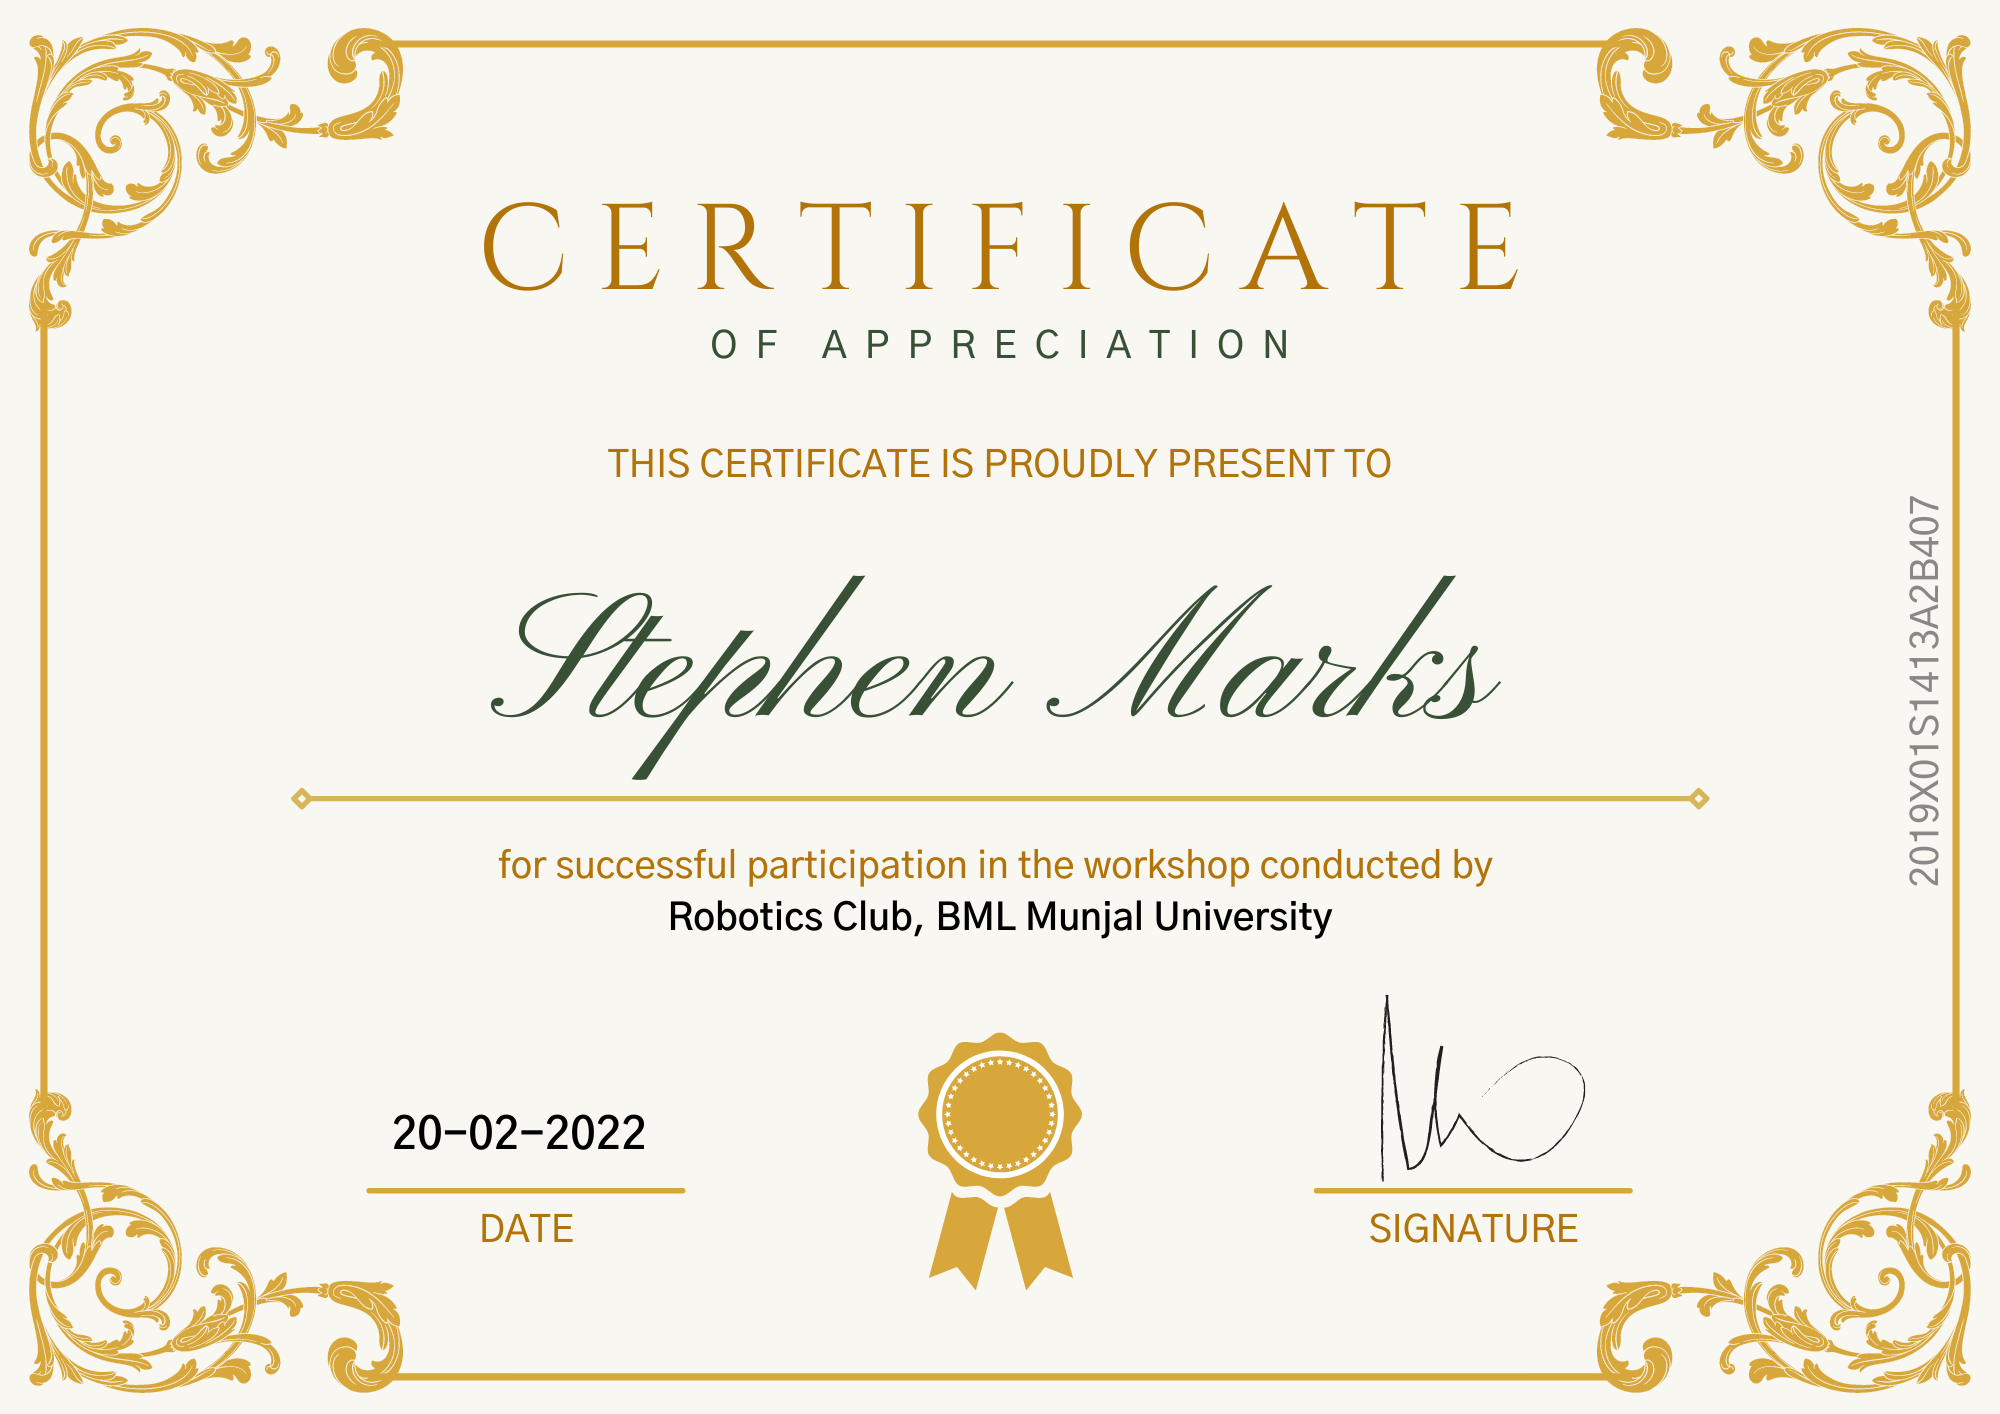 CERTIFICATE
OF APPRECIATION
THIS CERTIFICATE IS PROUDLY PRESENT TO
Stephen Marks
for successful participation in the workshop conducted by
Robotics Club, BML Munjal University
20-02-2022
DATE
SIGNATURE
2019X01S1413A2B407